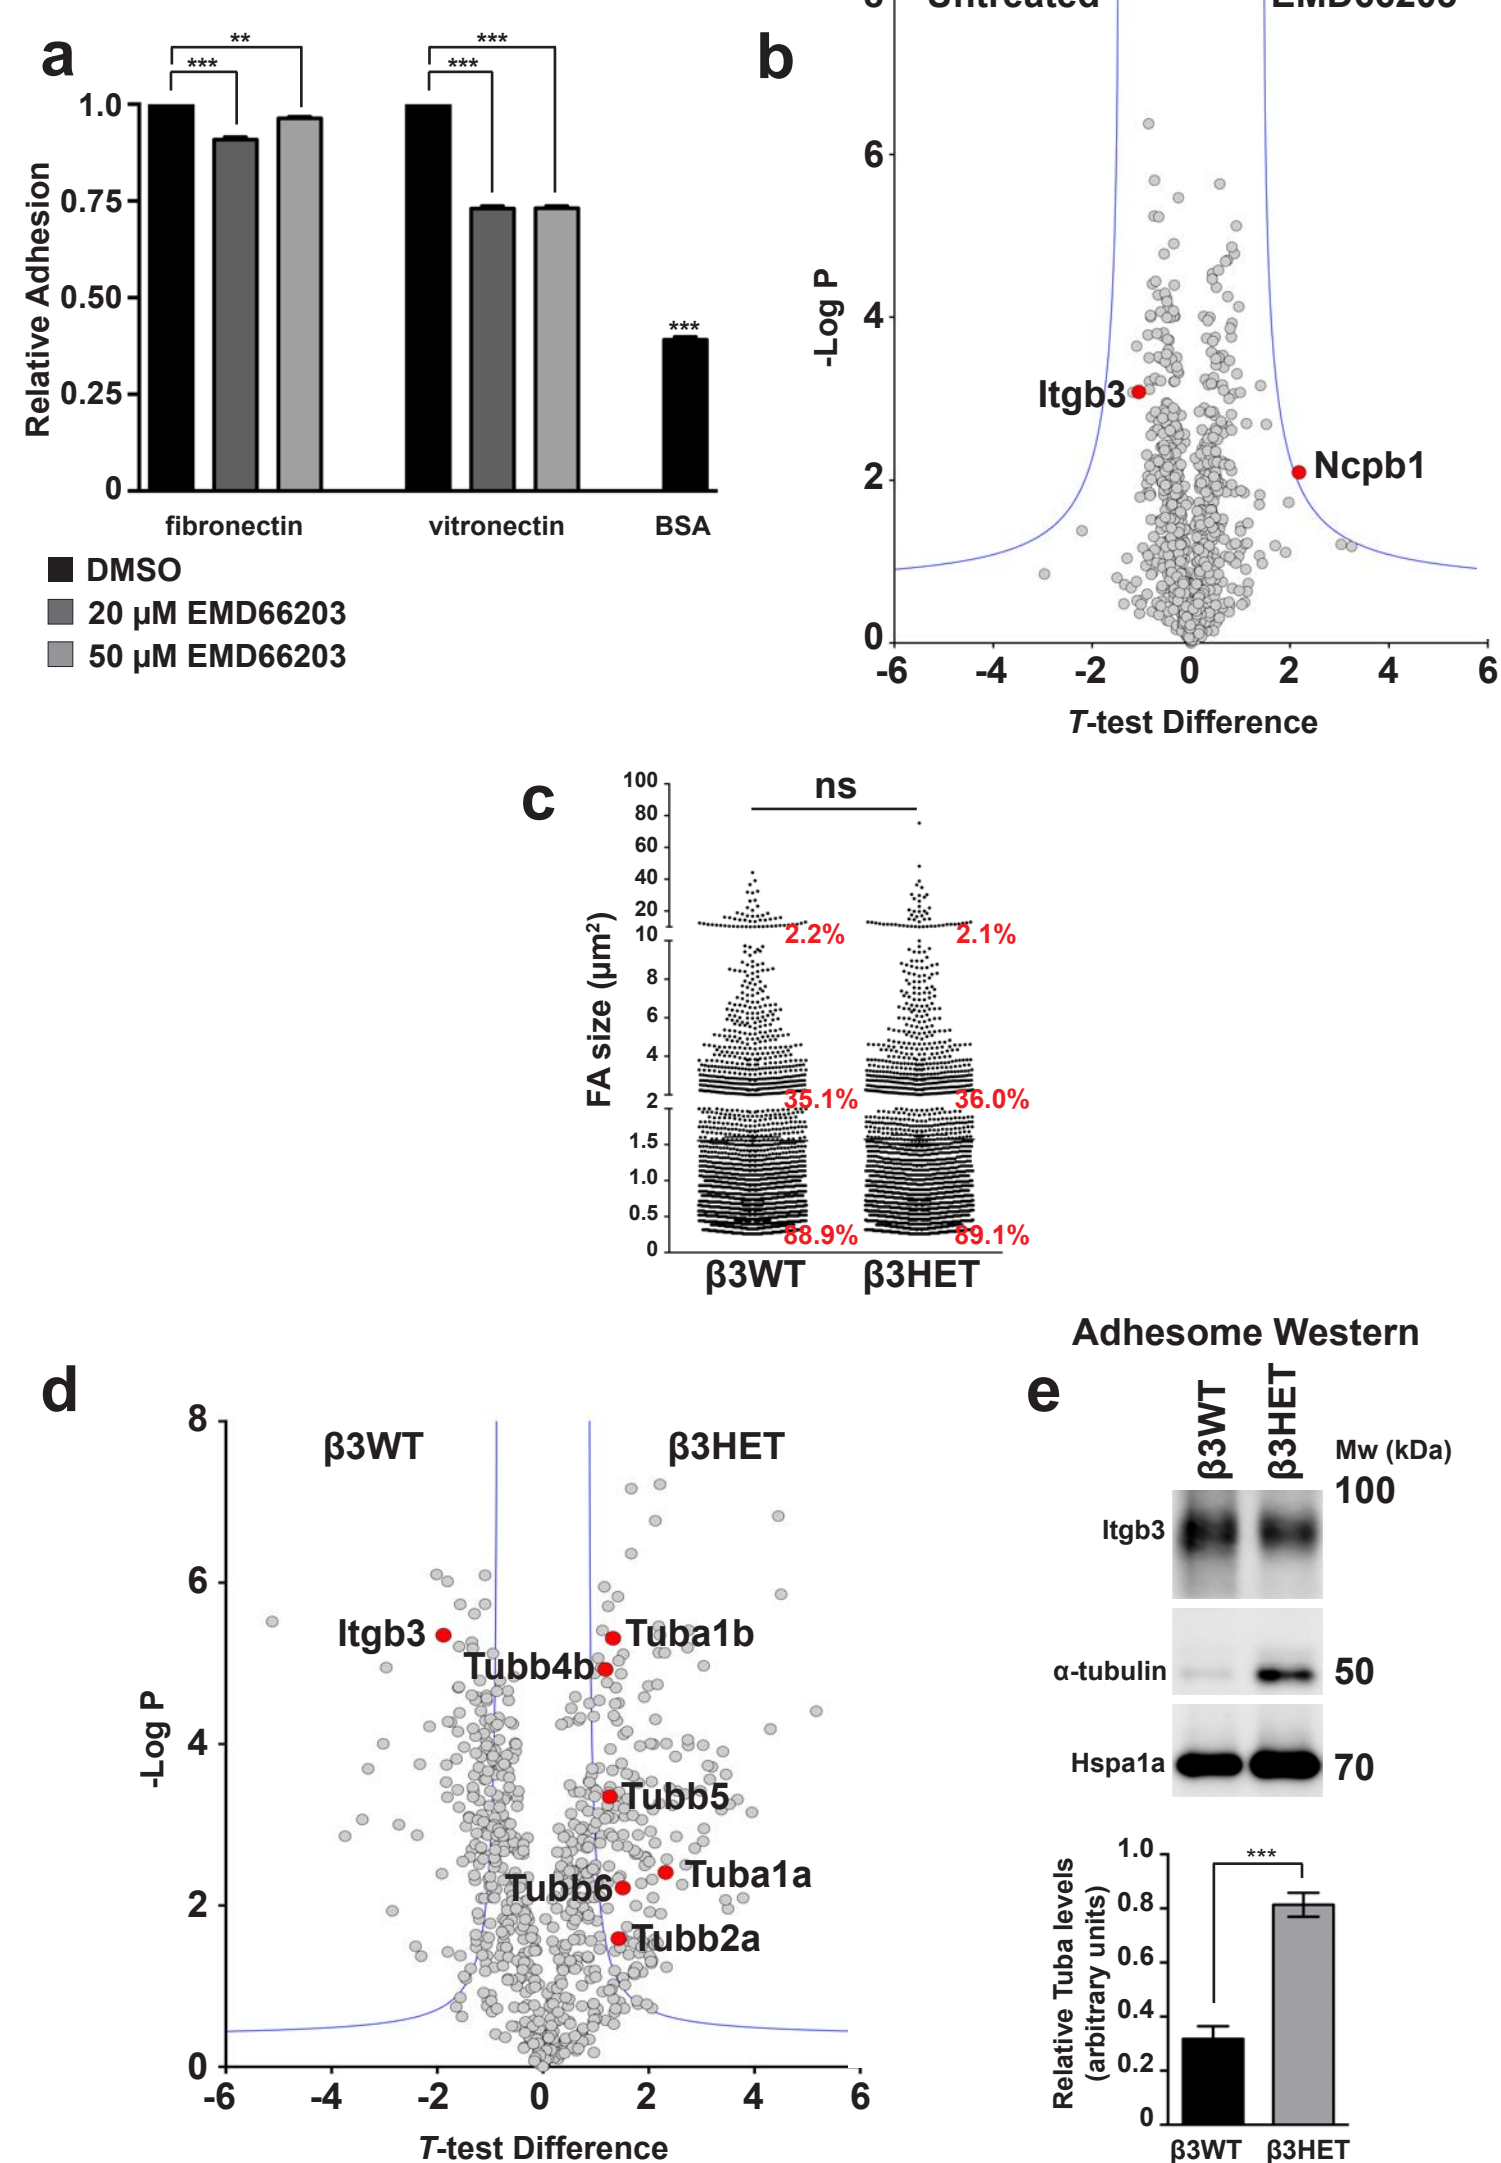 a
**
***
***
***
1.0
0.75
0.50
0.25
0
Relative Adhesion
***
fibronectin
vitronectin
BSA
DMSO
20 µM EMD66203
50 µM EMD66203
b
Untreated
6
4
2
0
-Log P
Itgb3
Ncpb1
-6 -4 -2 0 2 4 6
T-test Difference
c
ns
100
80
60
40
20
10
8
6
4
2
1.5
1.0
0.5
0
FA size (µm²)
2.2% 2.1%
35.1% 36.0%
88.9% 89.1%
β3WT β3HET
d
8
6
4
2
0
-Log P
β3WT β3HET
Itgb3
Tuba1b
Tubb4b
Tubb5
Tuba1a
Tubb6
Tubb2a
-6 -4 -2 0 2 4 6
T-test Difference
Adhesome Western
e
β3WT
β3HET
Mw (kDa)
100
Itgb3
α-tubulin
50
Hspa1a
70
1.0
0.8
0.6
0.4
0.2
0
Relative Tuba levels
(arbitrary units)
***
β3WT β3HET